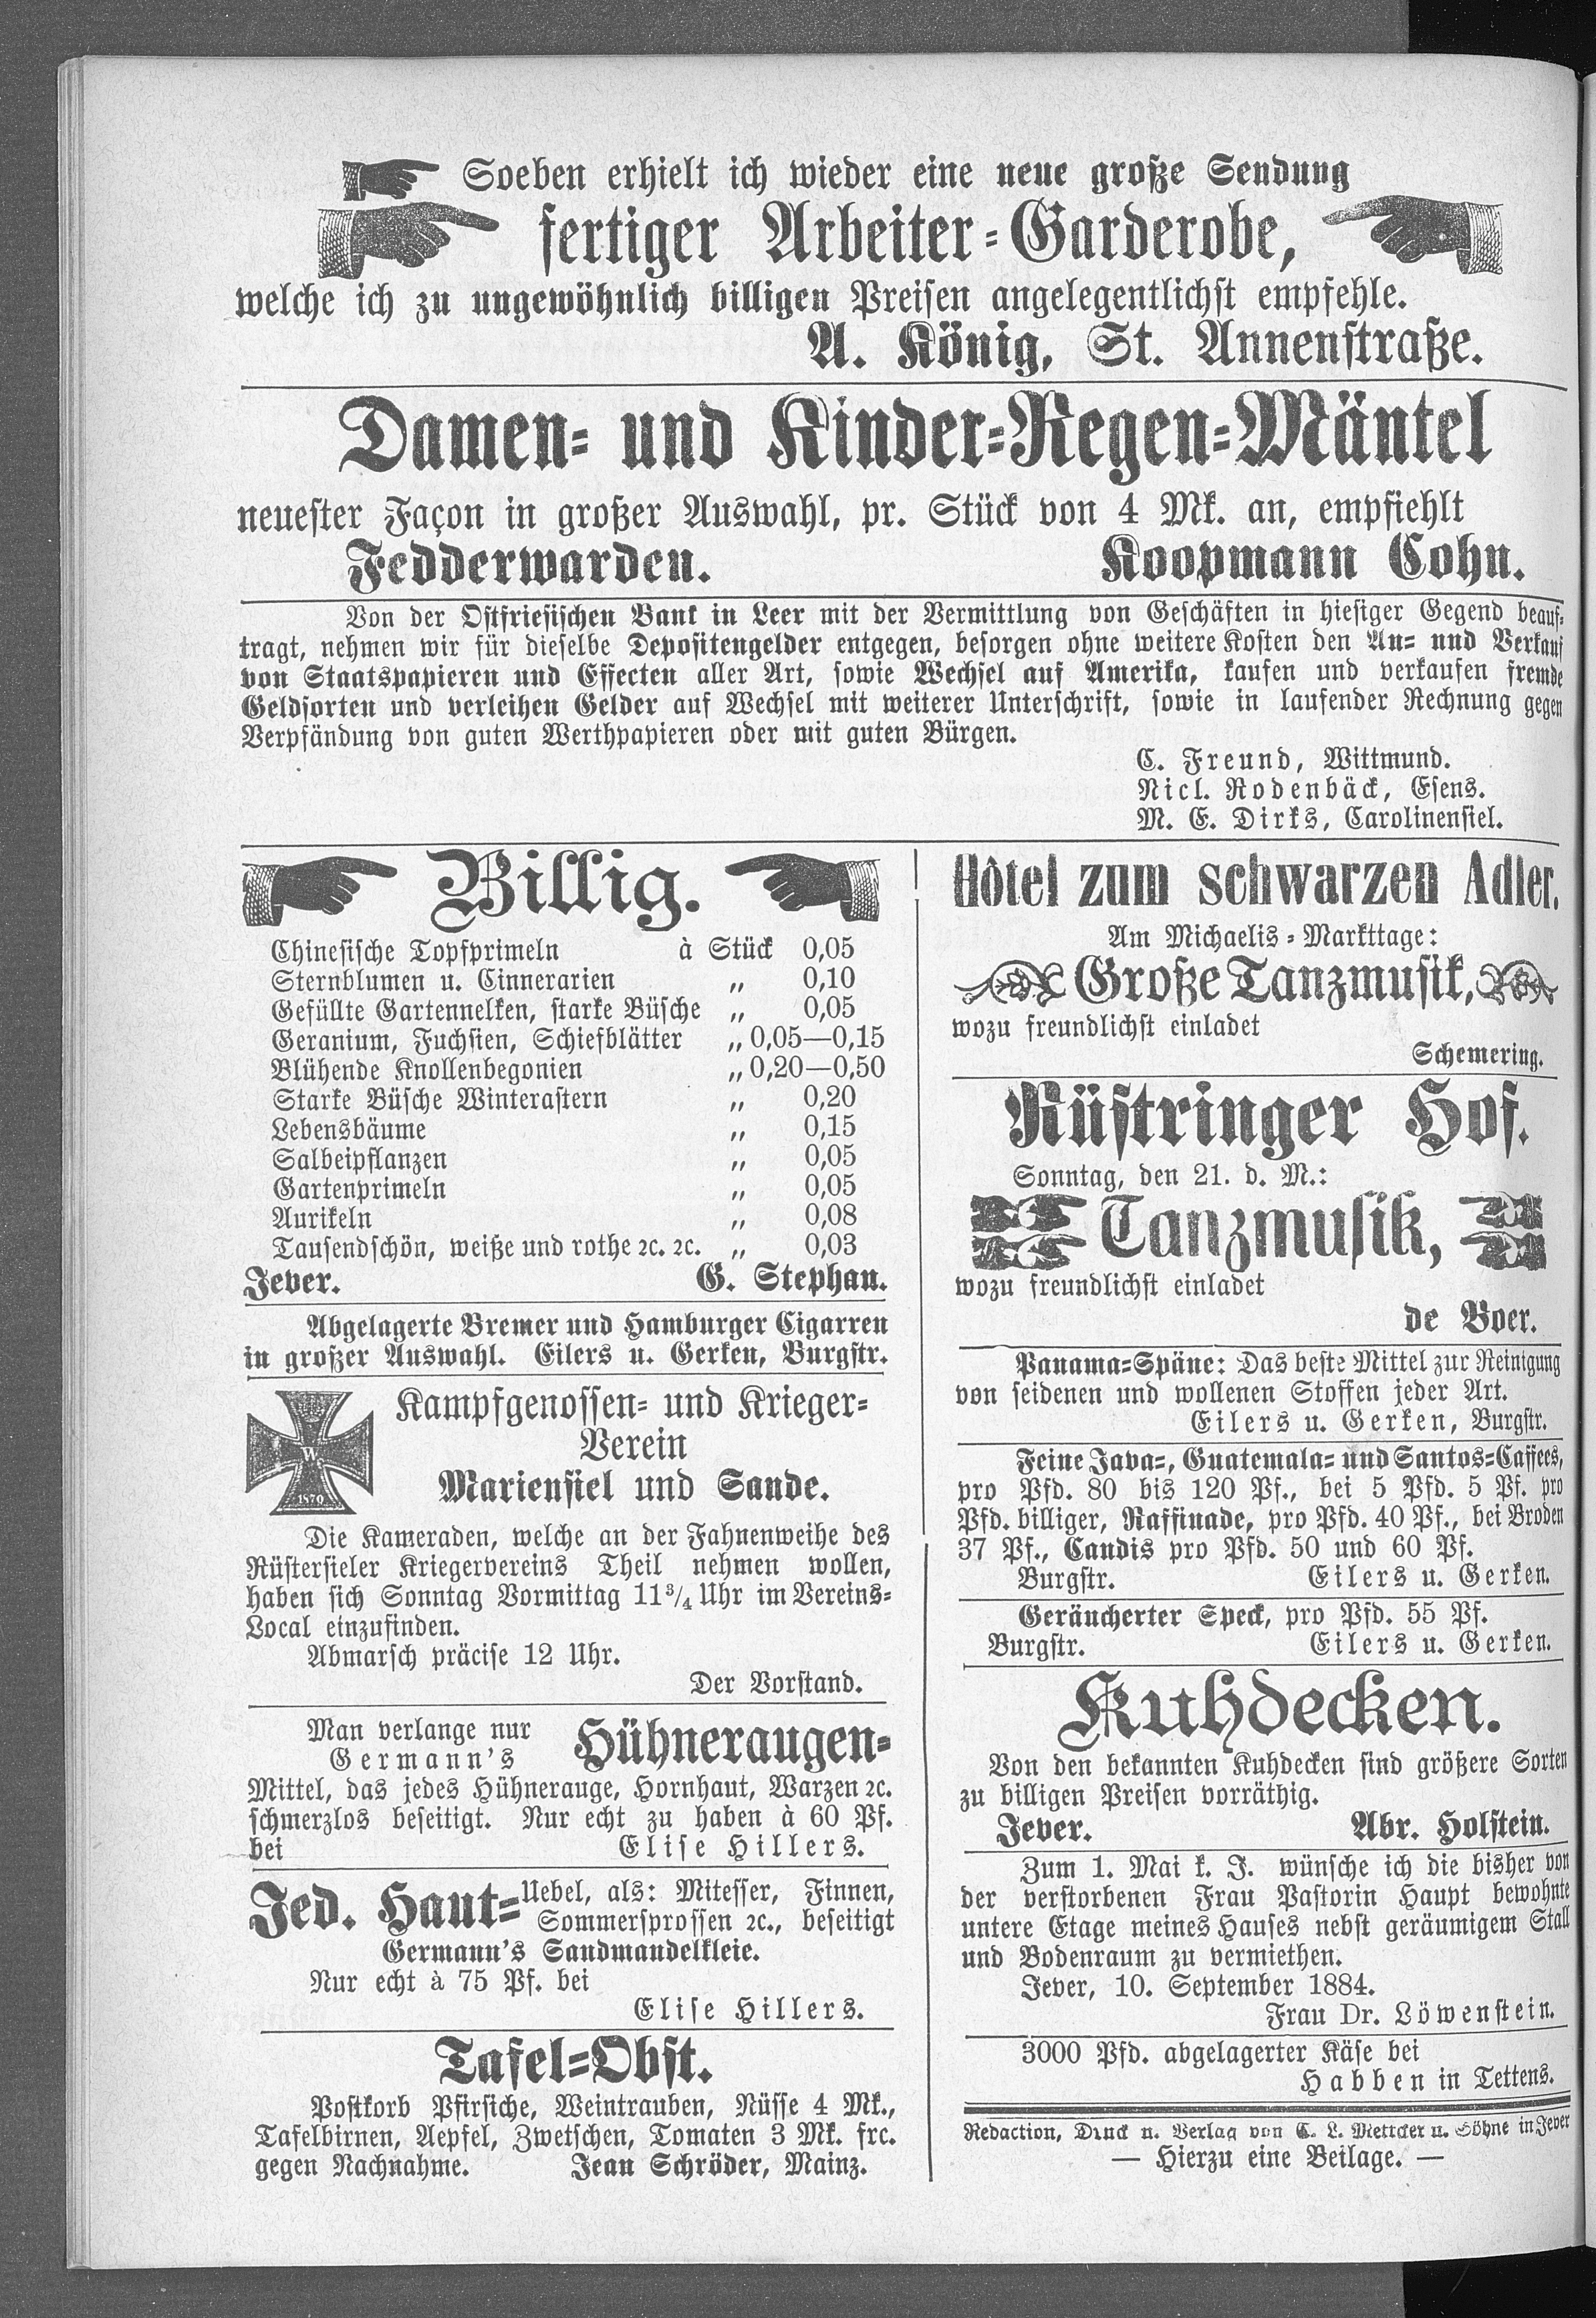 Soeben erhielt ich wieder eine neue große Sendung
fertiger Arbeiter-Garderobe,
welche ich zu ungewöhnlich billigen Preisen angelegentlichst empfehle.
A. König, St. Annenstraße.
Damen- und Kinder-Regen-Mäntel
neuester Façon in großer Auswahl, pr. Stück von 4 Mk. an, empfiehlt
Fedderwarden. Koopmann Cohn.
Von der Ostfriesischen Bank in Leer mit der Vermittlung von Geschäften in hiesiger Gegend beauf-
tragt, nehmen wir für dieselbe Depositengelder entgegen, besorgen ohne weitere Kosten den An- und Verkauf
von Staatspapieren und Effecten aller Art, sowie Wechsel auf Amerika, kaufen und verkaufen fremde
Geldsorten und verleihen Gelder auf Wechsel mit weiterer Unterschrift, sowie in laufender Rechnung gegen
Verpfändung von guten Werthpapieren oder mit guten Bürgen.
C. Freund, Wittmund.
Nicl. Rodenbäck, Esens.
M. E. Dirks, Carolinensiel.
Billig.
Chinesische Topfprimeln à Stück 0,05
Sternblumen u. Cinnerarien „ 0,10
Gefüllte Gartennelken, starke Büsche „ 0,05
Geranium, Fuchsien, Schiefblätter „ 0,05—0,15
Blühende Knollenbegonien „ 0,20—0,50
Starke Büsche Winterastern „ 0,20
Lebensbäume „ 0,15
Salbeipflanzen „ 0,05
Gartenprimeln „ 0,05
Aurikeln „ 0,08
Tausendschön, weiße und rothe ꝛc. ꝛc. „ 0,03
Jever. G. Stephan.
Abgelagerte Bremer und Hamburger Cigarren
in großer Auswahl. Eilers u. Gerken, Burgstr.
W
1870
Kampfgenossen- und Krieger-
Verein
Mariensiel und Sande.
Die Kameraden, welche an der Fahnenweihe des
Rüstersieler Kriegervereins Theil nehmen wollen,
haben sich Sonntag Vormittag 11³/₄ Uhr im Vereins-
Local einzufinden.
Abmarsch präcise 12 Uhr.
Der Vorstand.
Man verlange nur
Germann's
Hühneraugen-
Mittel, das jedes Hühnerauge, Hornhaut, Warzen ꝛc.
schmerzlos beseitigt. Nur echt zu haben à 60 Pf.
bei Elise Hillers.
Jed. Haut-Uebel, als: Mitesser, Finnen,
Sommersprossen ꝛc., beseitigt
Germann's Sandmandelkleie.
Nur echt à 75 Pf. bei
Elise Hillers.
Tafel-Obst.
Postkorb Pfirsiche, Weintrauben, Nüsse 4 Mk.,
Tafelbirnen, Aepfel, Zwetschen, Tomaten 3 Mk. frc.
gegen Nachnahme. Jean Schröder, Mainz.
Hôtel zum schwarzen Adler.
Am Michaelis-Markttage:
Große Tanzmusik,
wozu freundlichst einladet
Schemering.
Rüstringer Hof.
Sonntag, den 21. d. M.:
Tanzmusik,
wozu freundlichst einladet
de Boer.
Panama-Späne: Das beste Mittel zur Reinigung
von seidenen und wollenen Stoffen jeder Art.
Eilers u. Gerken, Burgstr.
Feine Java-, Guatemala- und Santos-Caffees,
pro Pfd. 80 bis 120 Pf., bei 5 Pfd. 5 Pf. pro
Pfd. billiger, Raffinade, pro Pfd. 40 Pf., bei Broden
37 Pf., Candis pro Pfd. 50 und 60 Pf.
Burgstr. Eilers u. Gerken.
Geräucherter Speck, pro Pfd. 55 Pf.
Burgstr. Eilers u. Gerken.
Kuhdecken.
Von den bekannten Kuhdecken sind größere Sorten
zu billigen Preisen vorräthig.
Jever. Abr. Holstein.
Zum 1. Mai k. J. wünsche ich die bisher von
der verstorbenen Frau Pastorin Haupt bewohnte
untere Etage meines Hauses nebst geräumigem Stall
und Bodenraum zu vermiethen.
Jever, 10. September 1884.
Frau Dr. Löwenstein.
3000 Pfd. abgelagerter Käse bei
Habben in Tettens.
Redaction, Druck u. Verlag von C. L. Mettcker u. Söhne in Jever
— Hierzu eine Beilage. —